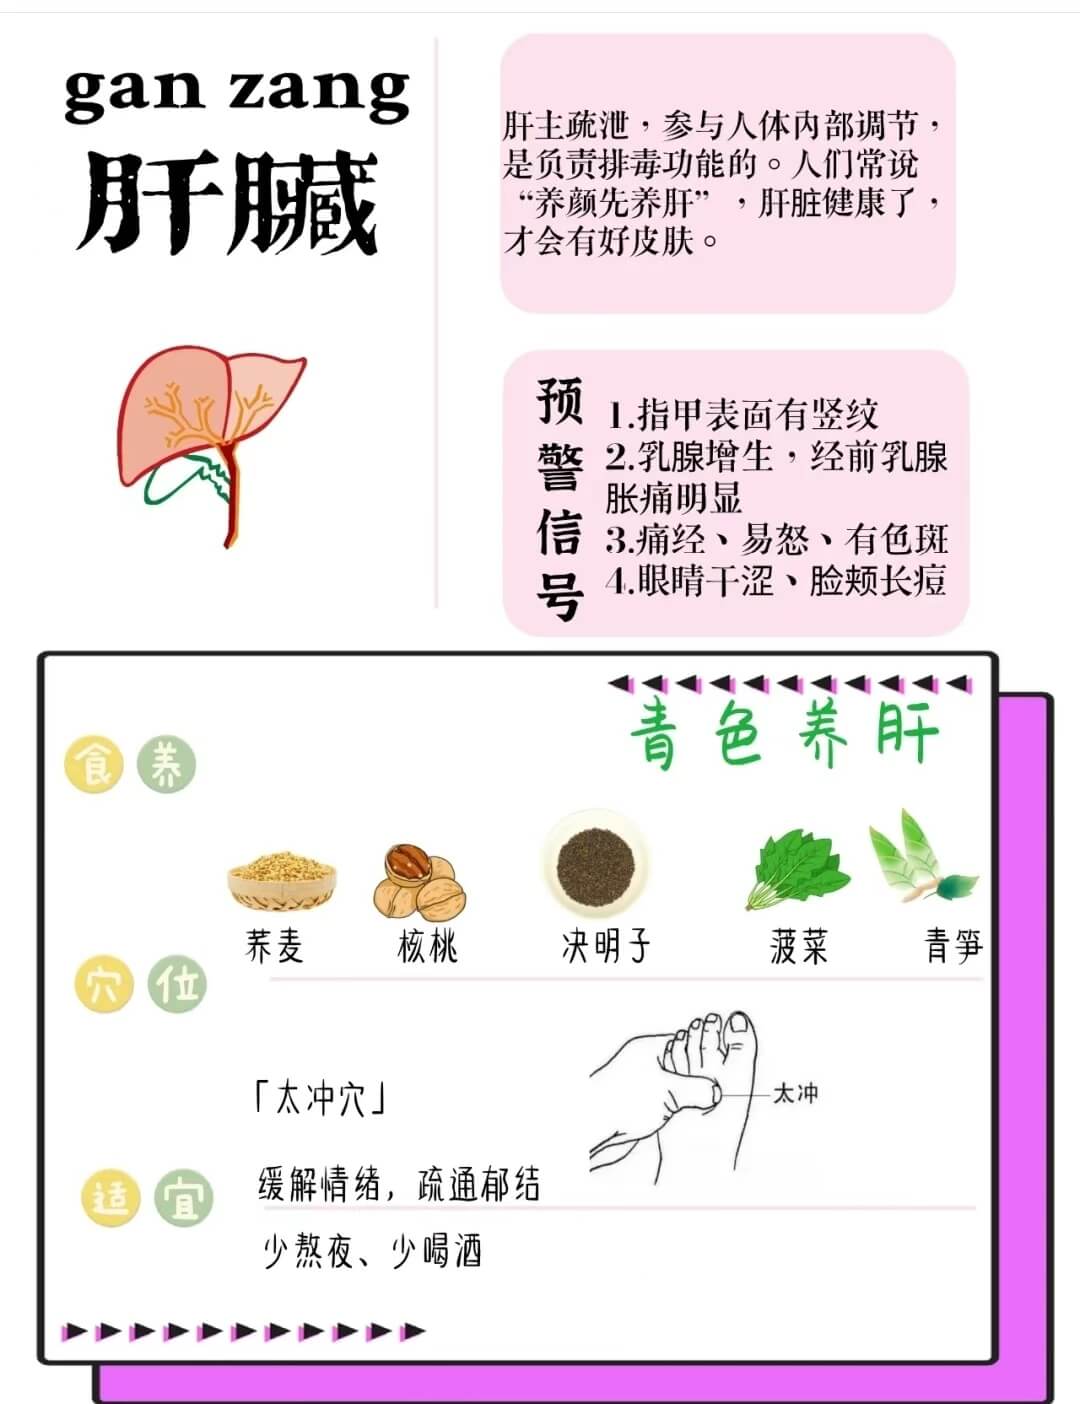 gan zang
肝臟
肝主疏泄，参与人体内部调节，
是负责排毒功能的。人们常说
“养颜先养肝”，肝脏健康了，
才会有好皮肤。
预警信号
1.指甲表面有竖纹
2.乳腺增生，经前乳腺
胀痛明显
3.痛经、易怒、有色斑
4.眼睛干涩、脸颊长痘
青色养肝
食养
荞麦 核桃 决明子 菠菜 青笋
穴位
太冲
「太冲穴」
缓解情绪，疏通郁结
适宜
少熬夜、少喝酒